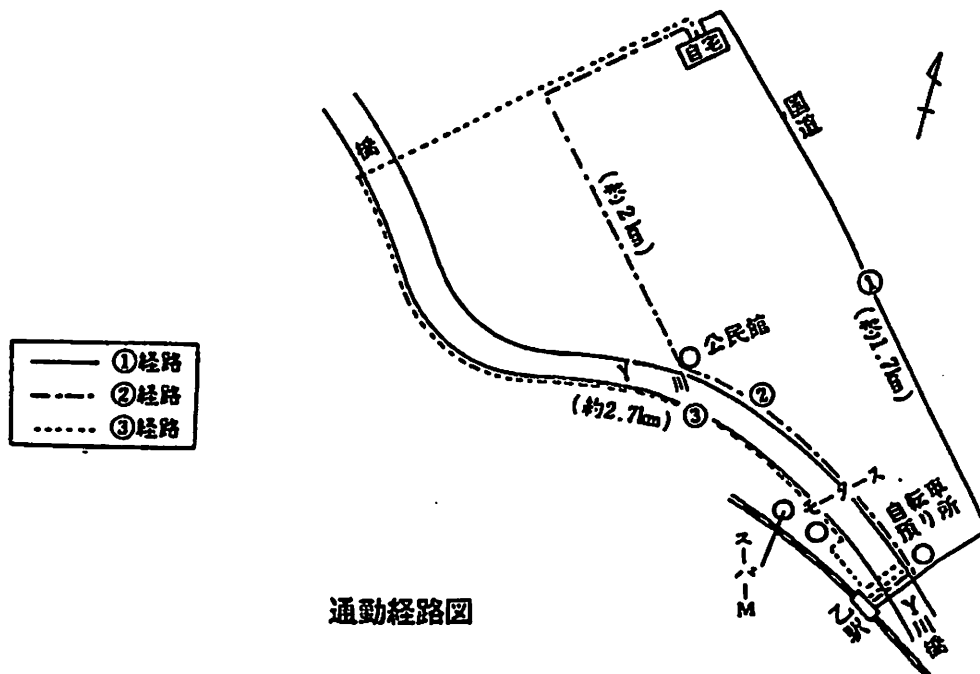 自宅
国道
橋
(約2km)
①
(約1.7km)
公民館
Y
川
②
(約2.7km)
③
①経路
②経路
③経路
モータース
自転車
預り所
スーパーM
乙駅
Y川橋
通勤経路図